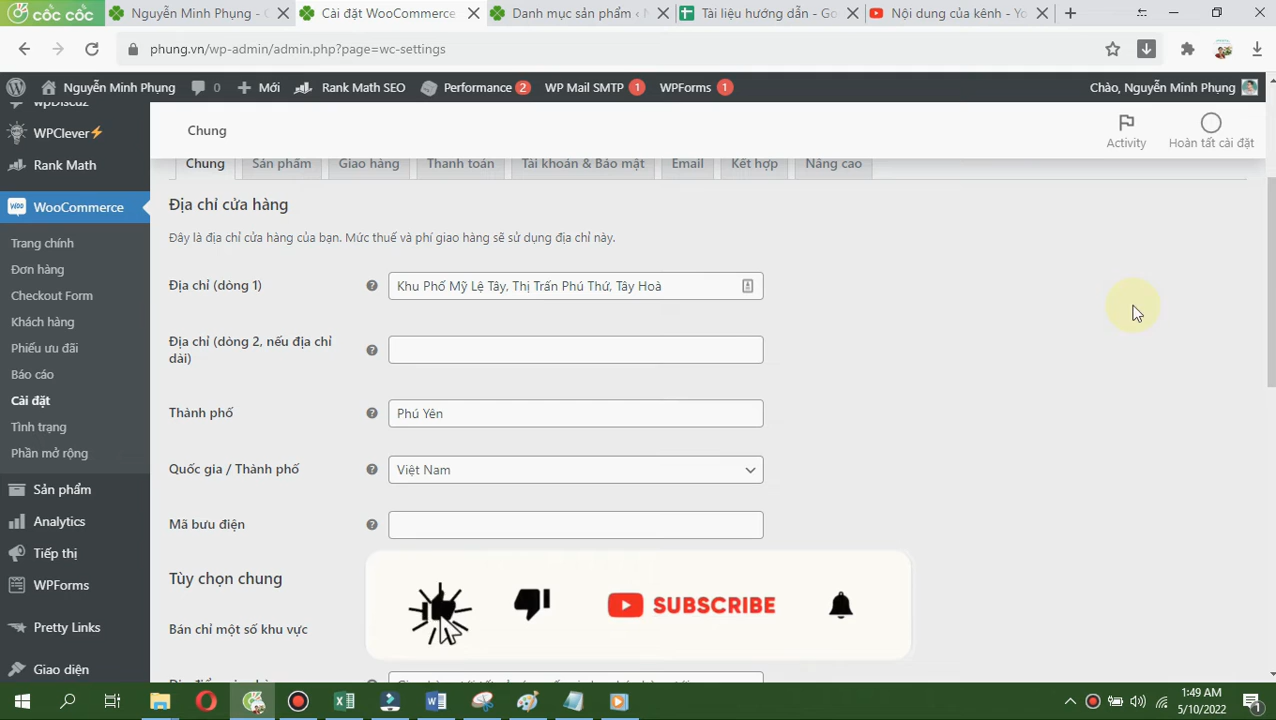 cốc cốc
Nguyễn Minh Phụng - C
Cài đặt WooCommerce
Danh mục sản phẩm ‹ N
Tài liệu hướng dẫn - Go
Nội dung của kênh - Yo
phung.vn/wp-admin/admin.php?page=wc-settings
Nguyễn Minh Phụng
0
Mới
Rank Math SEO
Performance 2
WP Mail SMTP 1
WPForms 1
Chào, Nguyễn Minh Phụng
wpDiscuz
WPClever⚡
Rank Math
WooCommerce
Trang chính
Đơn hàng
Checkout Form
Khách hàng
Phiếu ưu đãi
Báo cáo
Cài đặt
Tình trạng
Phần mở rộng
Sản phẩm
Analytics
Tiếp thị
WPForms
Pretty Links
Giao diện
Chung
Activity
Hoàn tất cài đặt
Chung
Sản phẩm
Giao hàng
Thanh toán
Tài khoản & Bảo mật
Email
Kết hợp
Nâng cao
Địa chỉ cửa hàng
Đây là địa chỉ cửa hàng của bạn. Mức thuế và phí giao hàng sẽ sử dụng địa chỉ này.
Địa chỉ (dòng 1)
Khu Phố Mỹ Lệ Tây, Thị Trấn Phú Thứ, Tây Hoà
Địa chỉ (dòng 2, nếu địa chỉ
dài)
Thành phố
Phú Yên
Quốc gia / Thành phố
Việt Nam
Mã bưu điện
Tùy chọn chung
SUBSCRIBE
Bán chỉ một số khu vực
1:49 AM
5/10/2022
1